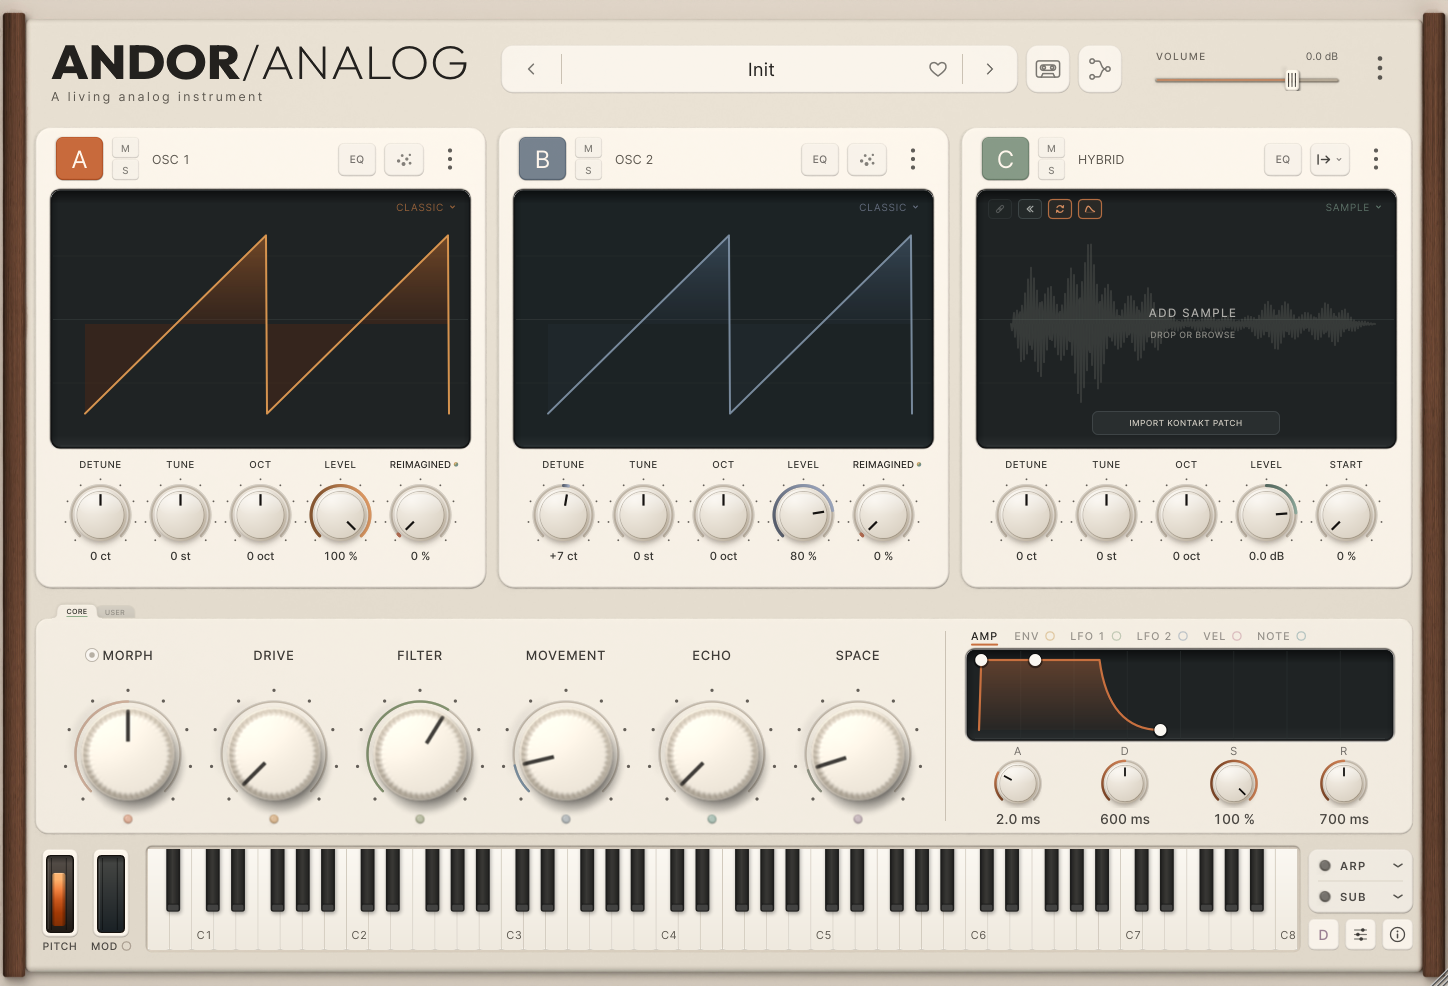 ANDOR/ANALOG
A living analog instrument
Init
VOLUME 0.0 dB
A M S OSC 1 EQ
B M S OSC 2 EQ
C M S HYBRID EQ
CLASSIC
CLASSIC
SAMPLE
ADD SAMPLE
DROP OR BROWSE
IMPORT KONTAKT PATCH
DETUNE TUNE OCT LEVEL REIMAGINED
0 ct 0 st 0 oct 100 % 0 %
DETUNE TUNE OCT LEVEL REIMAGINED
+7 ct 0 st 0 oct 80 % 0 %
DETUNE TUNE OCT LEVEL START
0 ct 0 st 0 oct 0.0 dB 0 %
CORE USER
MORPH DRIVE FILTER MOVEMENT ECHO SPACE
AMP ENV LFO 1 LFO 2 VEL NOTE
A D S R
2.0 ms 600 ms 100 % 700 ms
PITCH MOD
C1 C2 C3 C4 C5 C6 C7 C8
ARP
SUB
D